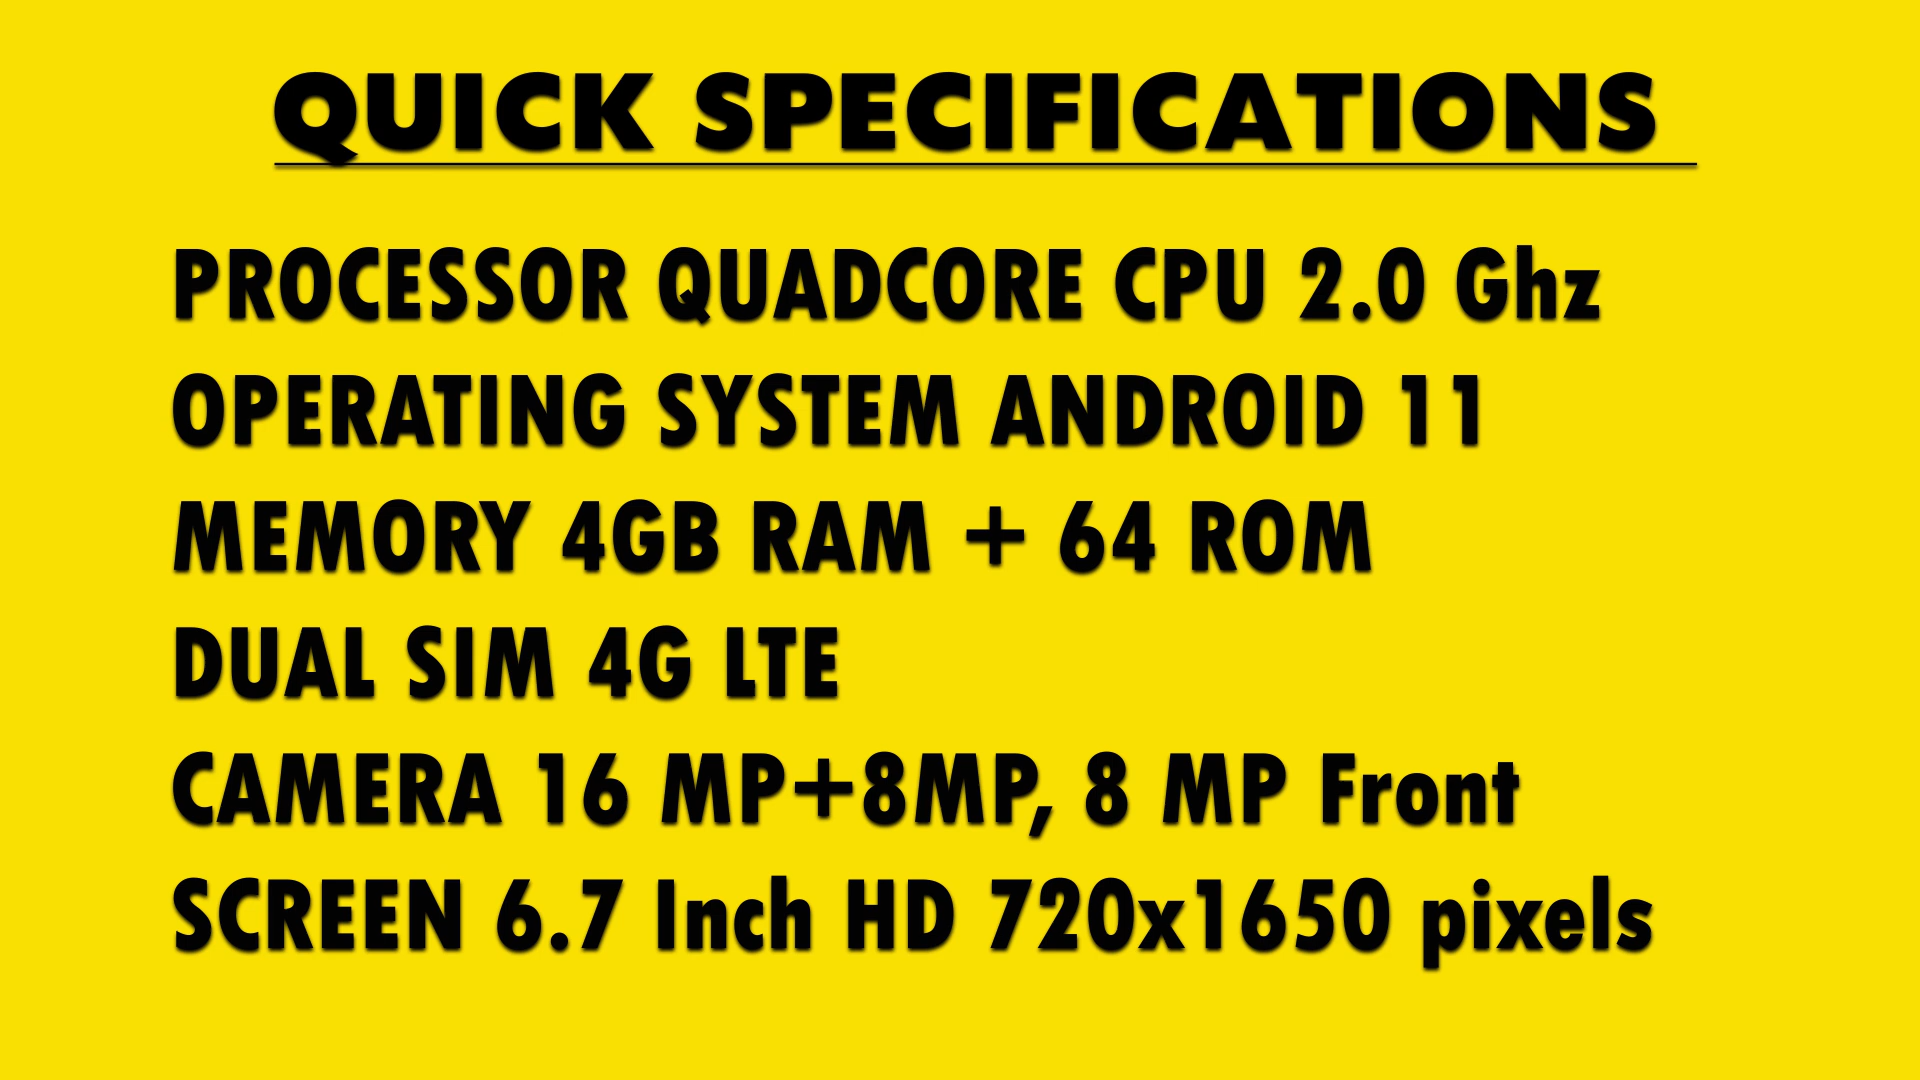 QUICK SPECIFICATIONS
PROCESSOR QUADCORE CPU 2.0 Ghz
OPERATING SYSTEM ANDROID 11
MEMORY 4GB RAM + 64 ROM
DUAL SIM 4G LTE
CAMERA 16 MP+8MP, 8 MP Front
SCREEN 6.7 Inch HD 720x1650 pixels